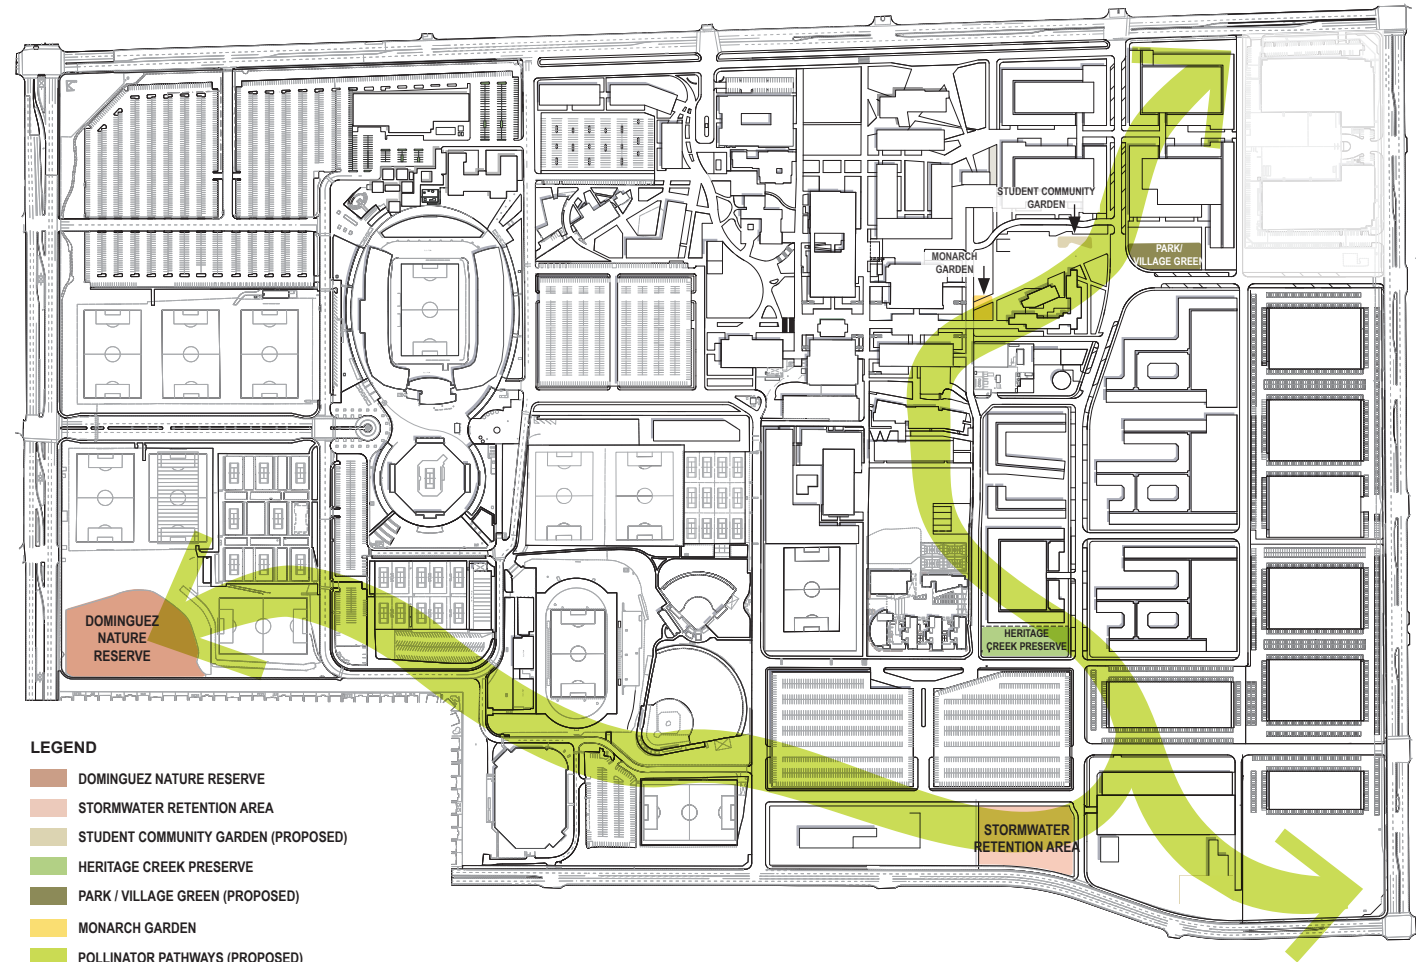 STUDENT COMMUNITY
GARDEN
MONARCH
GARDEN
PARK/
VILLAGE GREEN
DOMINGUEZ
NATURE
RESERVE
HERITAGE
CREEK PRESERVE
STORMWATER
RETENTION AREA
LEGEND
DOMINGUEZ NATURE RESERVE
STORMWATER RETENTION AREA
STUDENT COMMUNITY GARDEN (PROPOSED)
HERITAGE CREEK PRESERVE
PARK / VILLAGE GREEN (PROPOSED)
MONARCH GARDEN
POLLINATOR PATHWAYS (PROPOSED)